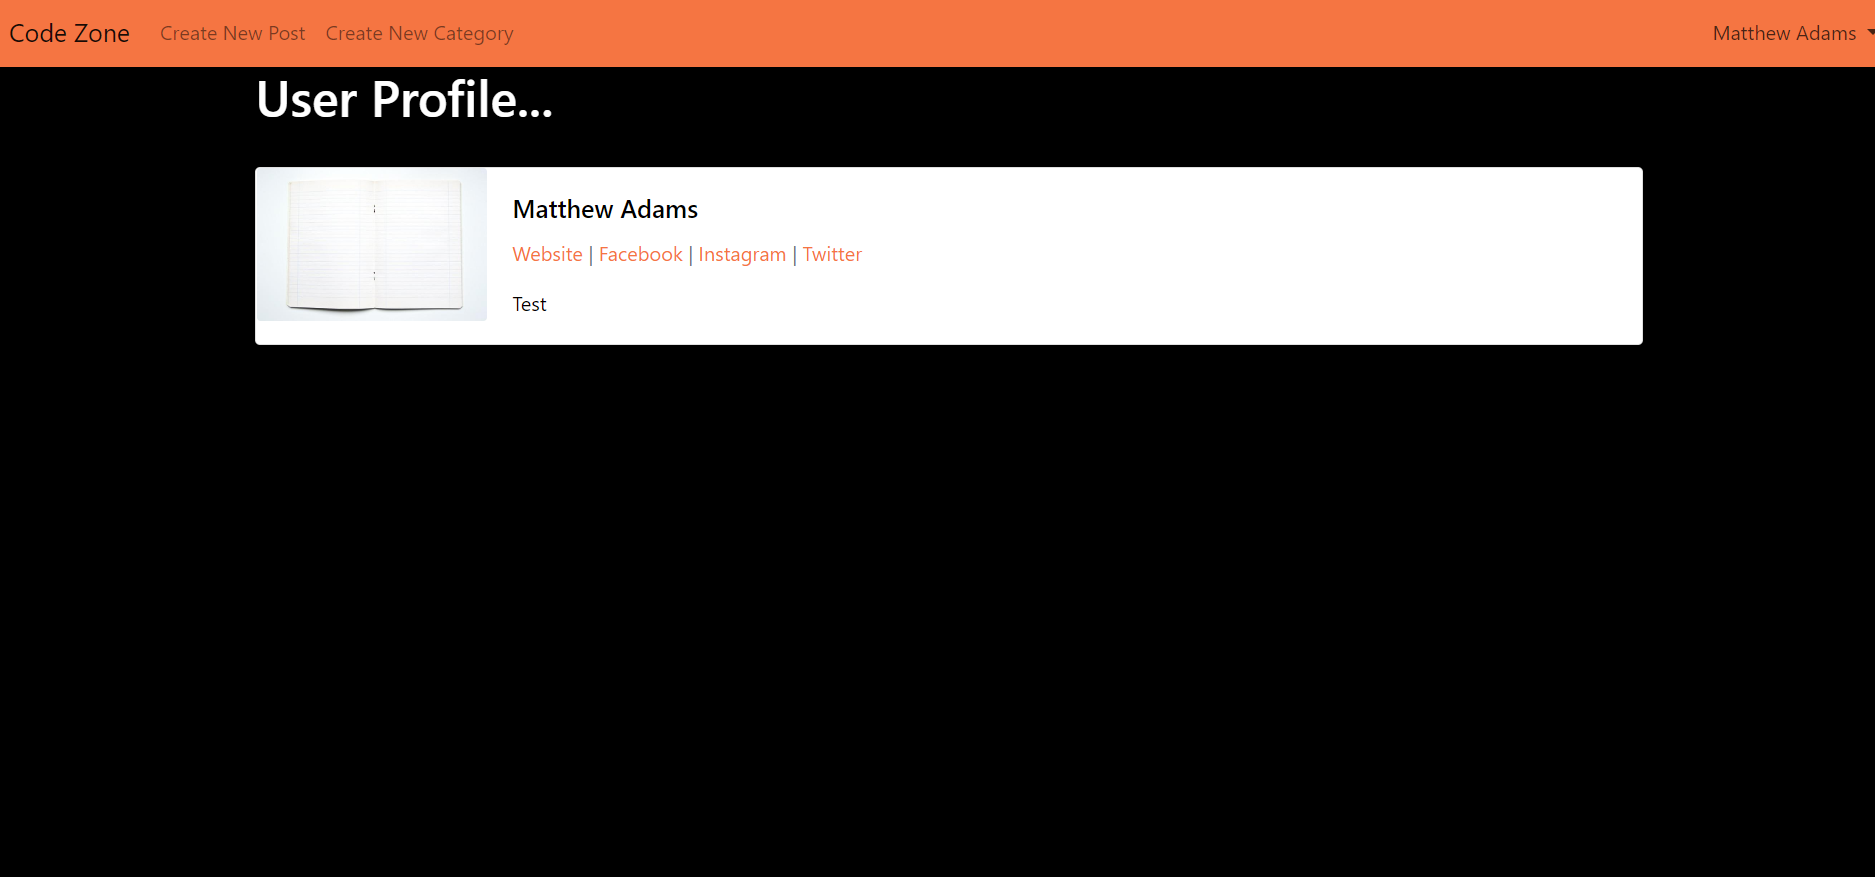 Code Zone Create New Post Create New Category Matthew Adams
User Profile...
Matthew Adams
Website | Facebook | Instagram | Twitter
Test